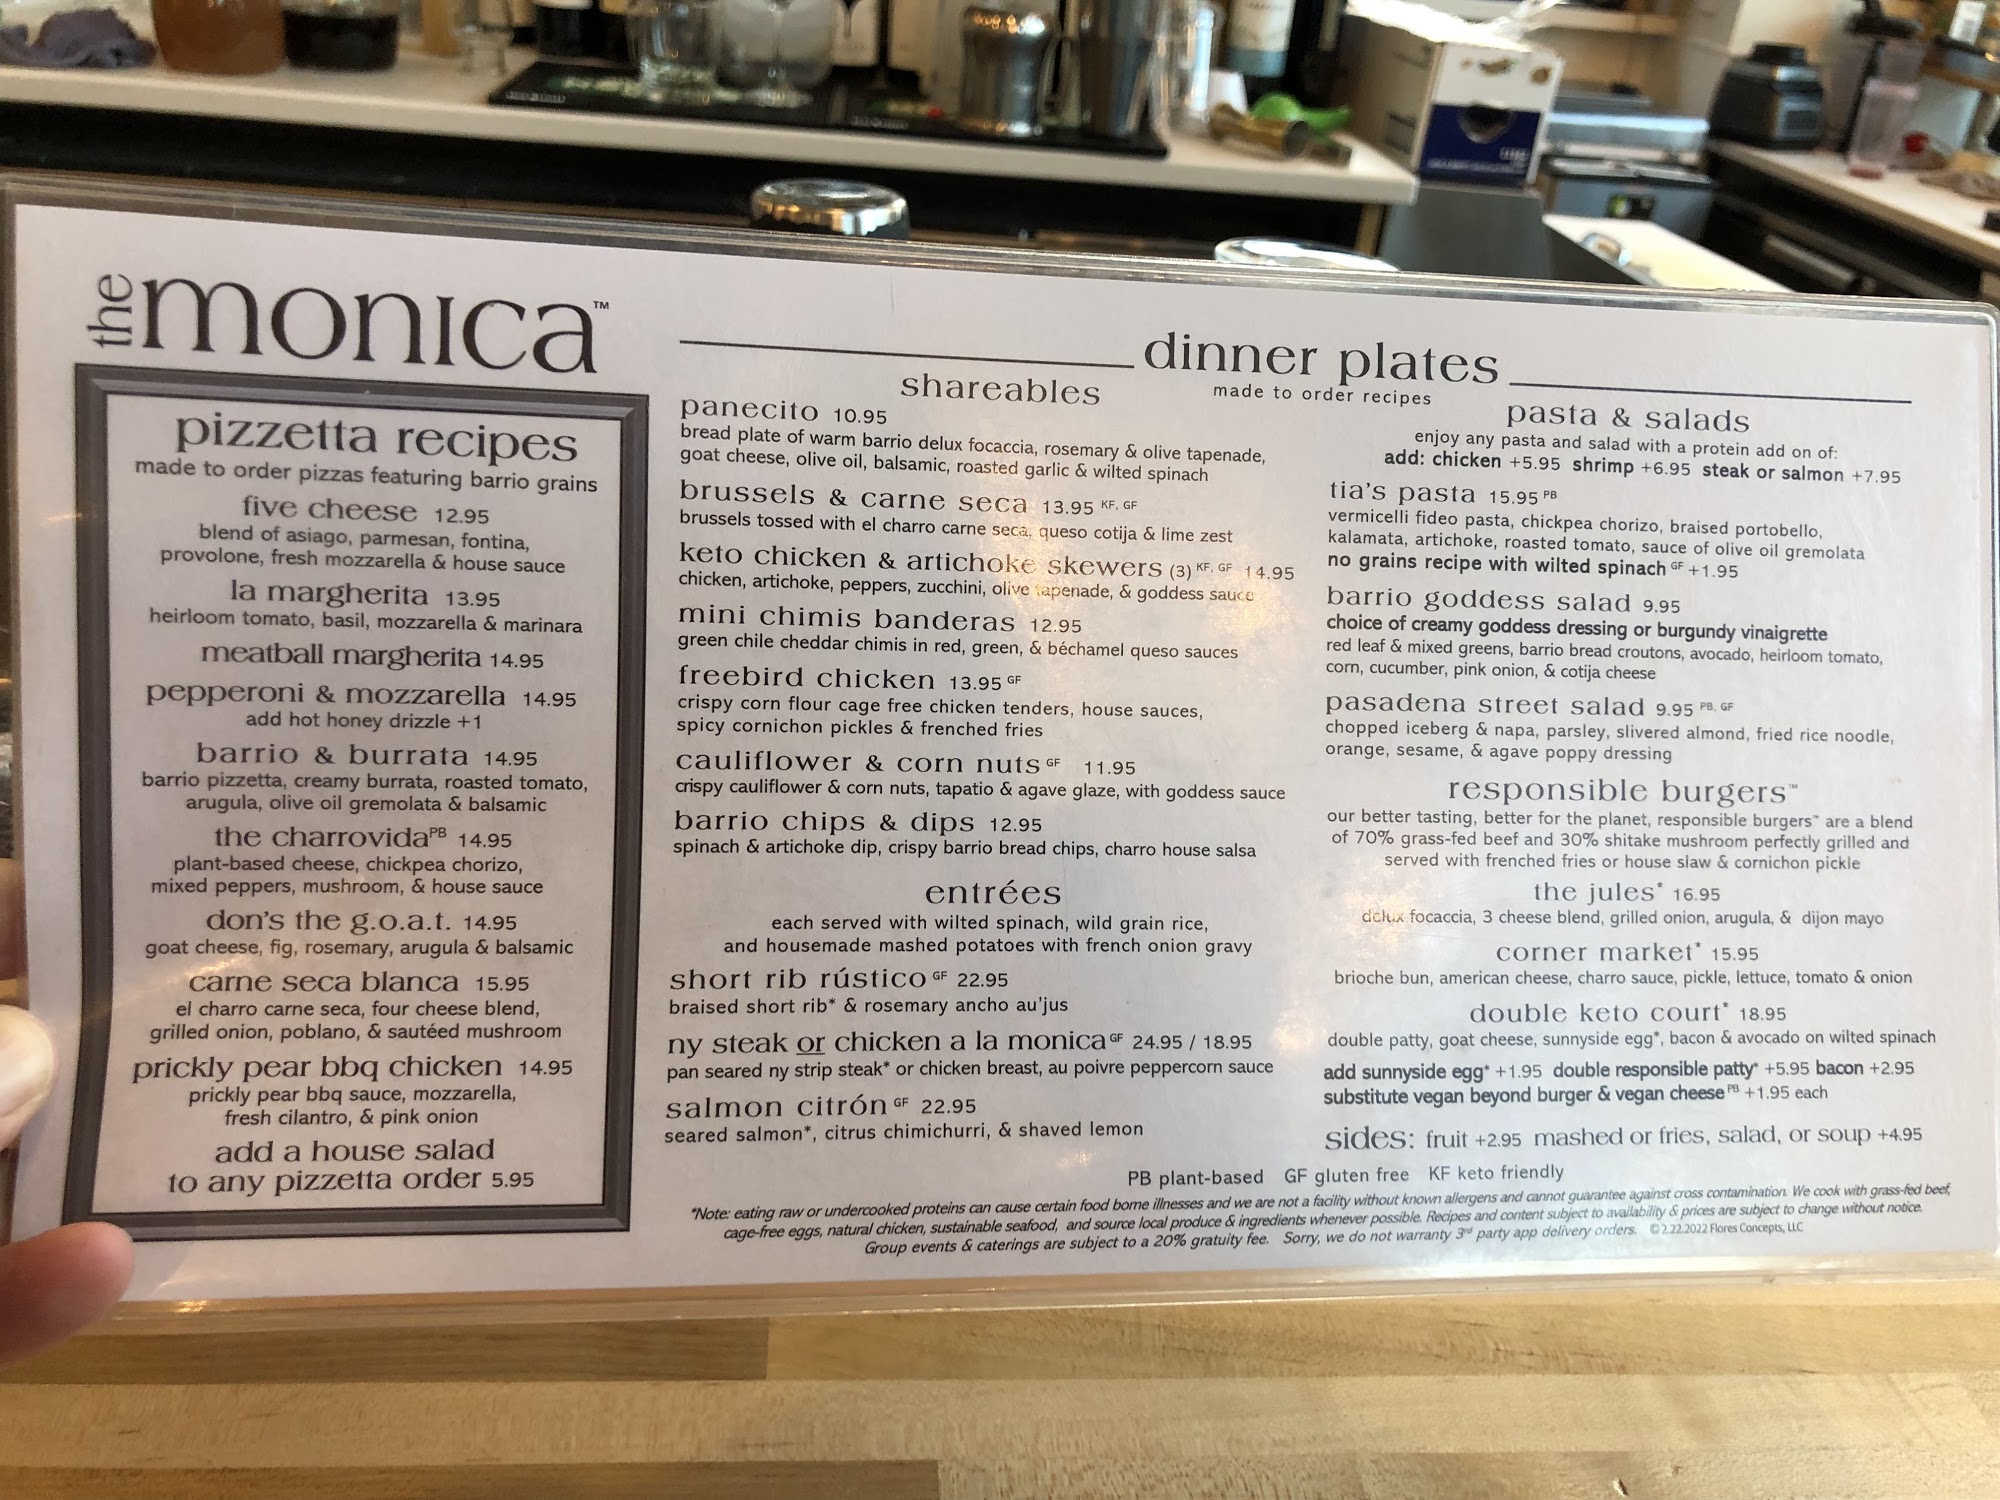 the monica™
pizzetta recipes
made to order pizzas featuring barrio grains
five cheese 12.95
blend of asiago, parmesan, fontina,
provolone, fresh mozzarella & house sauce
la margherita 13.95
heirloom tomato, basil, mozzarella & marinara
meatball margherita 14.95
pepperoni & mozzarella 14.95
add hot honey drizzle +1
barrio & burrata 14.95
barrio pizzetta, creamy burrata, roasted tomato,
arugula, olive oil gremolata & balsamic
the charrovida PB 14.95
plant-based cheese, chickpea chorizo,
mixed peppers, mushroom, & house sauce
don's the g.o.a.t. 14.95
goat cheese, fig, rosemary, arugula & balsamic
carne seca blanca 15.95
el charro carne seca, four cheese blend,
grilled onion, poblano, & sautéed mushroom
prickly pear bbq chicken 14.95
prickly pear bbq sauce, mozzarella,
fresh cilantro, & pink onion
add a house salad
to any pizzetta order 5.95
dinner plates
made to order recipes
shareables
panecito 10.95
bread plate of warm barrio delux focaccia, rosemary & olive tapenade,
goat cheese, olive oil, balsamic, roasted garlic & wilted spinach
brussels & carne seca 13.95 KF, GF
brussels tossed with el charro carne seca, queso cotija & lime zest
keto chicken & artichoke skewers (3) KF, GF 14.95
chicken, artichoke, peppers, zucchini, olive tapenade, & goddess sauce
mini chimis banderas 12.95
green chile cheddar chimis in red, green, & béchamel queso sauces
freebird chicken 13.95 GF
crispy corn flour cage free chicken tenders, house sauces,
spicy cornichon pickles & frenched fries
cauliflower & corn nuts GF 11.95
crispy cauliflower & corn nuts, tapatio & agave glaze, with goddess sauce
barrio chips & dips 12.95
spinach & artichoke dip, crispy barrio bread chips, charro house salsa
entrées
each served with wilted spinach, wild grain rice,
and housemade mashed potatoes with french onion gravy
short rib rústico GF 22.95
braised short rib* & rosemary ancho au'jus
ny steak or chicken a la monica GF 24.95 / 18.95
pan seared ny strip steak* or chicken breast, au poivre peppercorn sauce
salmon citrón GF 22.95
seared salmon*, citrus chimichurri, & shaved lemon
pasta & salads
enjoy any pasta and salad with a protein add on of:
add: chicken +5.95 shrimp +6.95 steak or salmon +7.95
tia's pasta 15.95 PB
vermicelli fideo pasta, chickpea chorizo, braised portobello,
kalamata, artichoke, roasted tomato, sauce of olive oil gremolata
no grains recipe with wilted spinach GF +1.95
barrio goddess salad 9.95
choice of creamy goddess dressing or burgundy vinaigrette
red leaf & mixed greens, barrio bread croutons, avocado, heirloom tomato,
corn, cucumber, pink onion, & cotija cheese
pasadena street salad 9.95 PB, GF
chopped iceberg & napa, parsley, slivered almond, fried rice noodle,
orange, sesame, & agave poppy dressing
responsible burgers™
our better tasting, better for the planet, responsible burgers™ are a blend
of 70% grass-fed beef and 30% shitake mushroom perfectly grilled and
served with frenched fries or house slaw & cornichon pickle
the jules* 16.95
delux focaccia, 3 cheese blend, grilled onion, arugula, & dijon mayo
corner market* 15.95
brioche bun, american cheese, charro sauce, pickle, lettuce, tomato & onion
double keto court* 18.95
double patty, goat cheese, sunnyside egg*, bacon & avocado on wilted spinach
add sunnyside egg* +1.95 double responsible patty* +5.95 bacon +2.95
substitute vegan beyond burger & vegan cheese PB +1.95 each
sides: fruit +2.95 mashed or fries, salad, or soup +4.95
PB plant-based GF gluten free KF keto friendly
*Note: eating raw or undercooked proteins can cause certain food borne illnesses and we are not a facility without known allergens and cannot guarantee against cross contamination. We cook with grass-fed beef,
cage-free eggs, natural chicken, sustainable seafood, and source local produce & ingredients whenever possible. Recipes and content subject to availability & prices are subject to change without notice.
Group events & caterings are subject to a 20% gratuity fee. Sorry, we do not warranty 3rd party app delivery orders. © 2.22.2022 Flores Concepts, LLC